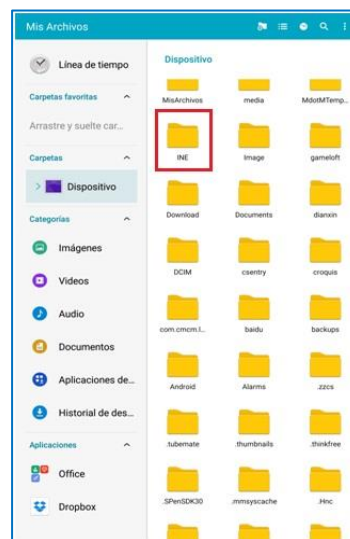 Mis Archivos
Línea de tiempo
Carpetas favoritas
Arrastre y suelte car...
Carpetas
Dispositivo
Categorías
Imágenes
Videos
Audio
Documentos
Aplicaciones de...
Historial de des...
Aplicaciones
Office
Dropbox
Dispositivo
MisArchivos media MdotMTemp...
INE Image gameloft
Download Documents dianxin
DCIM csentry croquis
com.cmcm.l... baidu backups
Android Alarms .zzcs
.tubemate .thumbnails .thinkfree
.SPenSDK30 .mmsyscache .Hnc